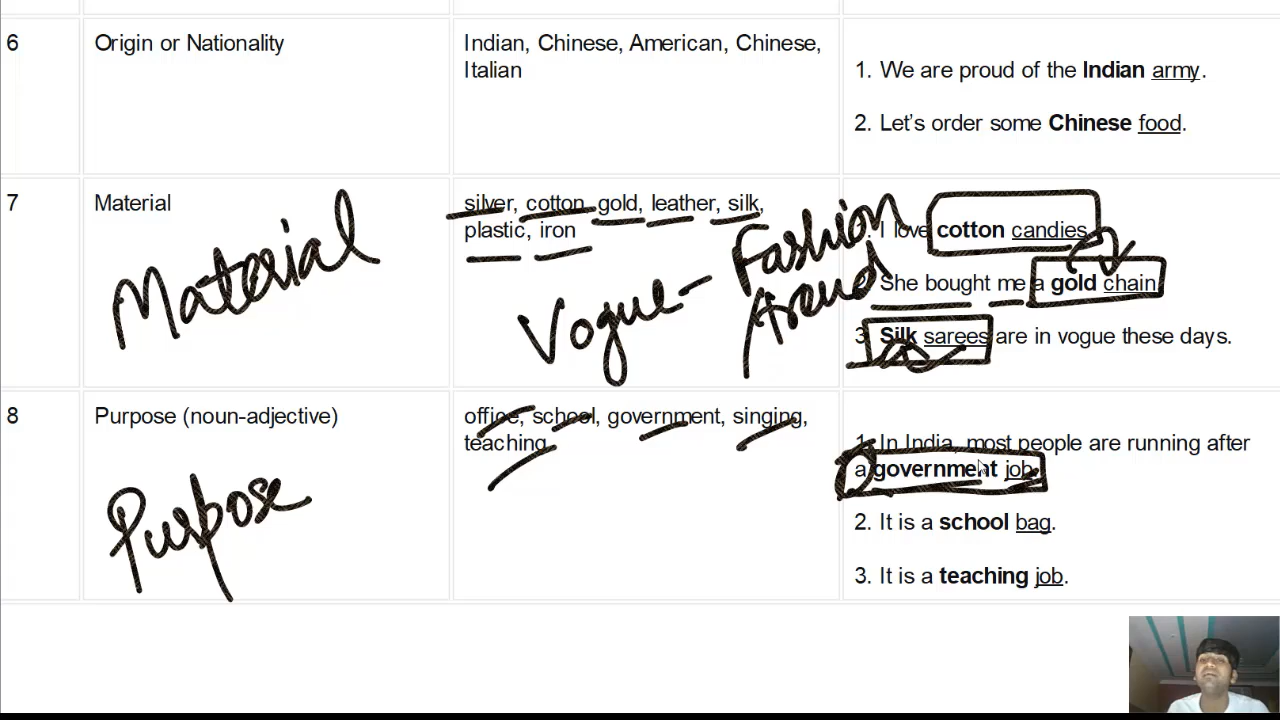 6
Origin or Nationality
Indian, Chinese, American, Chinese,
Italian
1. We are proud of the Indian army.
2. Let's order some Chinese food.
7
Material
silver, cotton, gold, leather, silk,
plastic, iron
1. I love cotton candies
2. She bought me a gold chain
3. Silk sarees are in vogue these days.
Material
Vogue - Fashion
8
Purpose (noun-adjective)
office, school, government, singing,
teaching
1. In India, most people are running after
a government job.
2. It is a school bag.
3. It is a teaching job.
Purpose